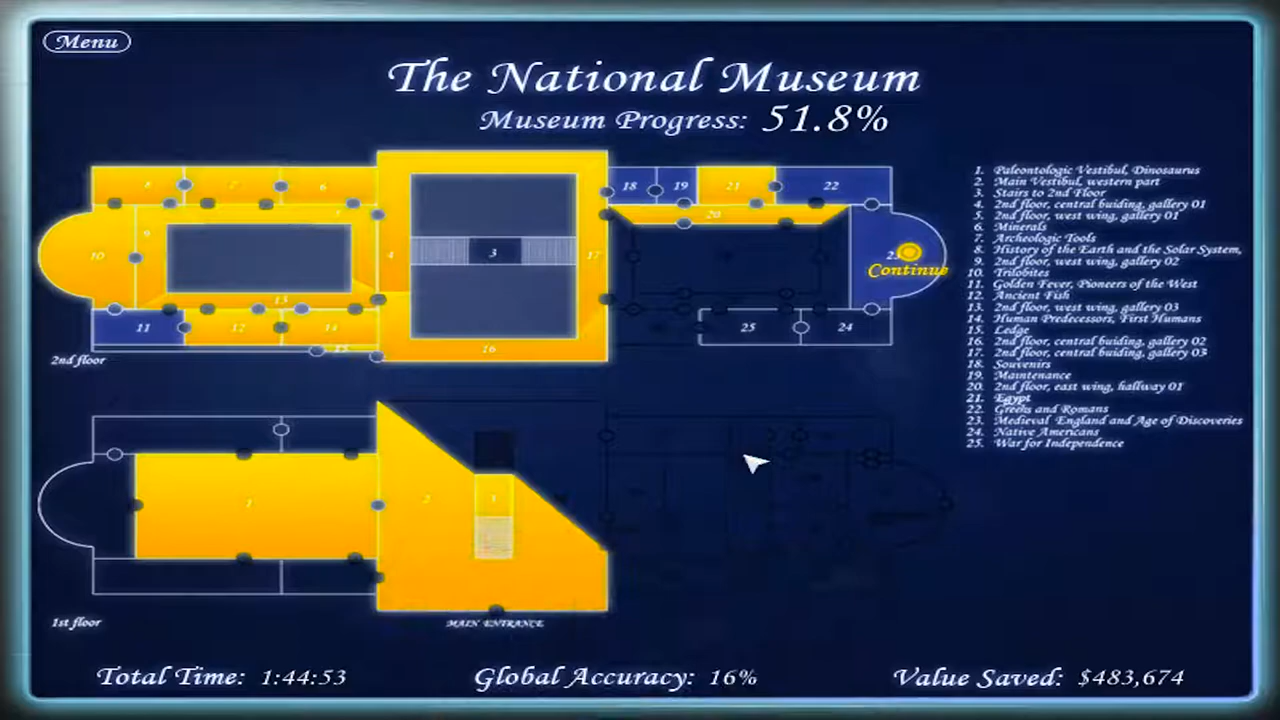 Menu
The National Museum
Museum Progress: 51.8%
8
7
6
18
19
21
22
20
9
10
4
3
17
Continue
13
11
12
14
25
24
15
16
2nd floor
1
2
1st floor
MAIN ENTRANCE
1. Paleontologic Vestibul, Dinosaurus
2. Main Vestibul, western part
3. Stairs to 2nd Floor
4. 2nd floor, central buiding, gallery 01
5. 2nd floor, west wing, gallery 01
6. Minerals
7. Archeologic Tools
8. History of the Earth and the Solar System,
9. 2nd floor, west wing, gallery 02
10. Trilobites
11. Golden Fever, Pioneers of the West
12. Ancient Fish
13. 2nd floor, west wing, gallery 03
14. Human Predecessors, First Humans
15. Ledge
16. 2nd floor, central buiding, gallery 02
17. 2nd floor, central buiding, gallery 03
18. Souvenirs
19. Maintenance
20. 2nd floor, east wing, hallway 01
21. Egypt
22. Greeks and Romans
23. Medieval England and Age of Discoveries
24. Native Americans
25. War for Independence
Total Time: 1:44:53
Global Accuracy: 16%
Value Saved: $483,674